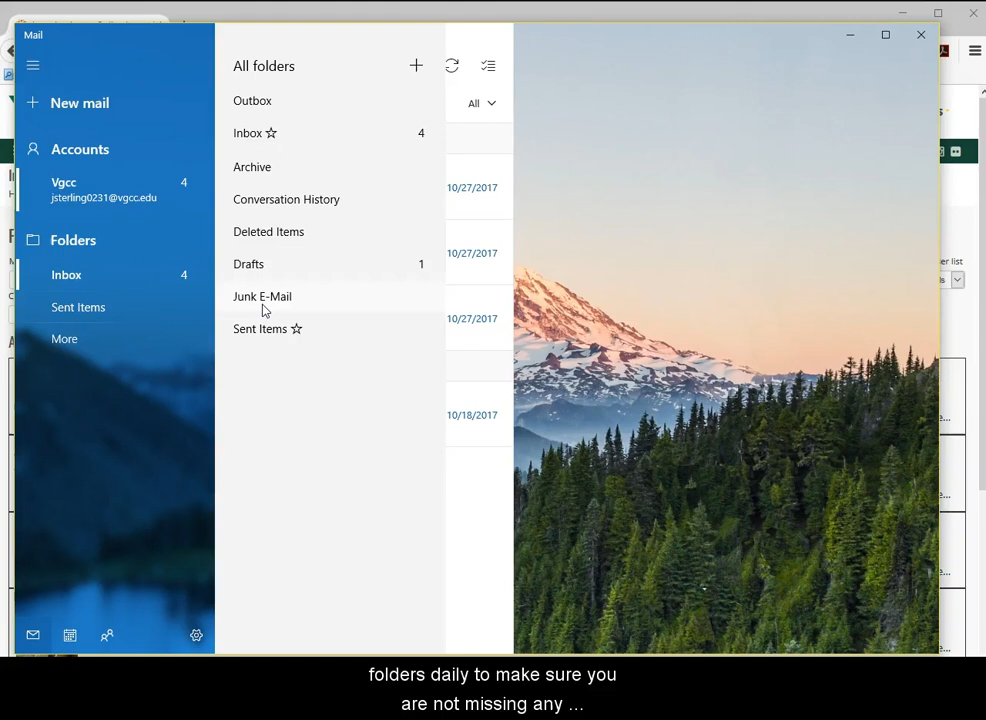 Mail
New mail
Accounts
Vgcc 4
jsterling0231@vgcc.edu
Folders
Inbox 4
Sent Items
More
All folders
Outbox
Inbox 4
Archive
Conversation History
Deleted Items
Drafts 1
Junk E-Mail
Sent Items
All
10/27/2017
10/27/2017
10/27/2017
10/18/2017
er list
folders daily to make sure you
are not missing any ...